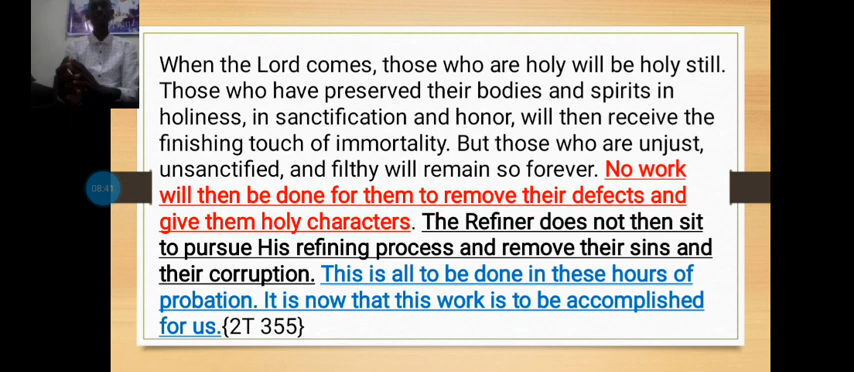 When the Lord comes, those who are holy will be holy still.
Those who have preserved their bodies and spirits in
holiness, in sanctification and honor, will then receive the
finishing touch of immortality. But those who are unjust,
unsanctified, and filthy will remain so forever. No work
will then be done for them to remove their defects and
give them holy characters. The Refiner does not then sit
to pursue His refining process and remove their sins and
their corruption. This is all to be done in these hours of
probation. It is now that this work is to be accomplished
for us.{2T 355}
08:41